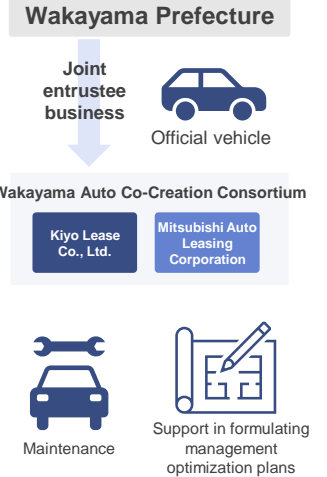 Wakayama Prefecture
Joint
entrustee
business
Official vehicle
Wakayama Auto Co-Creation Consortium
Kiyo Lease
Co., Ltd.
Mitsubishi Auto
Leasing
Corporation
Maintenance
Support in formulating
management
optimization plans